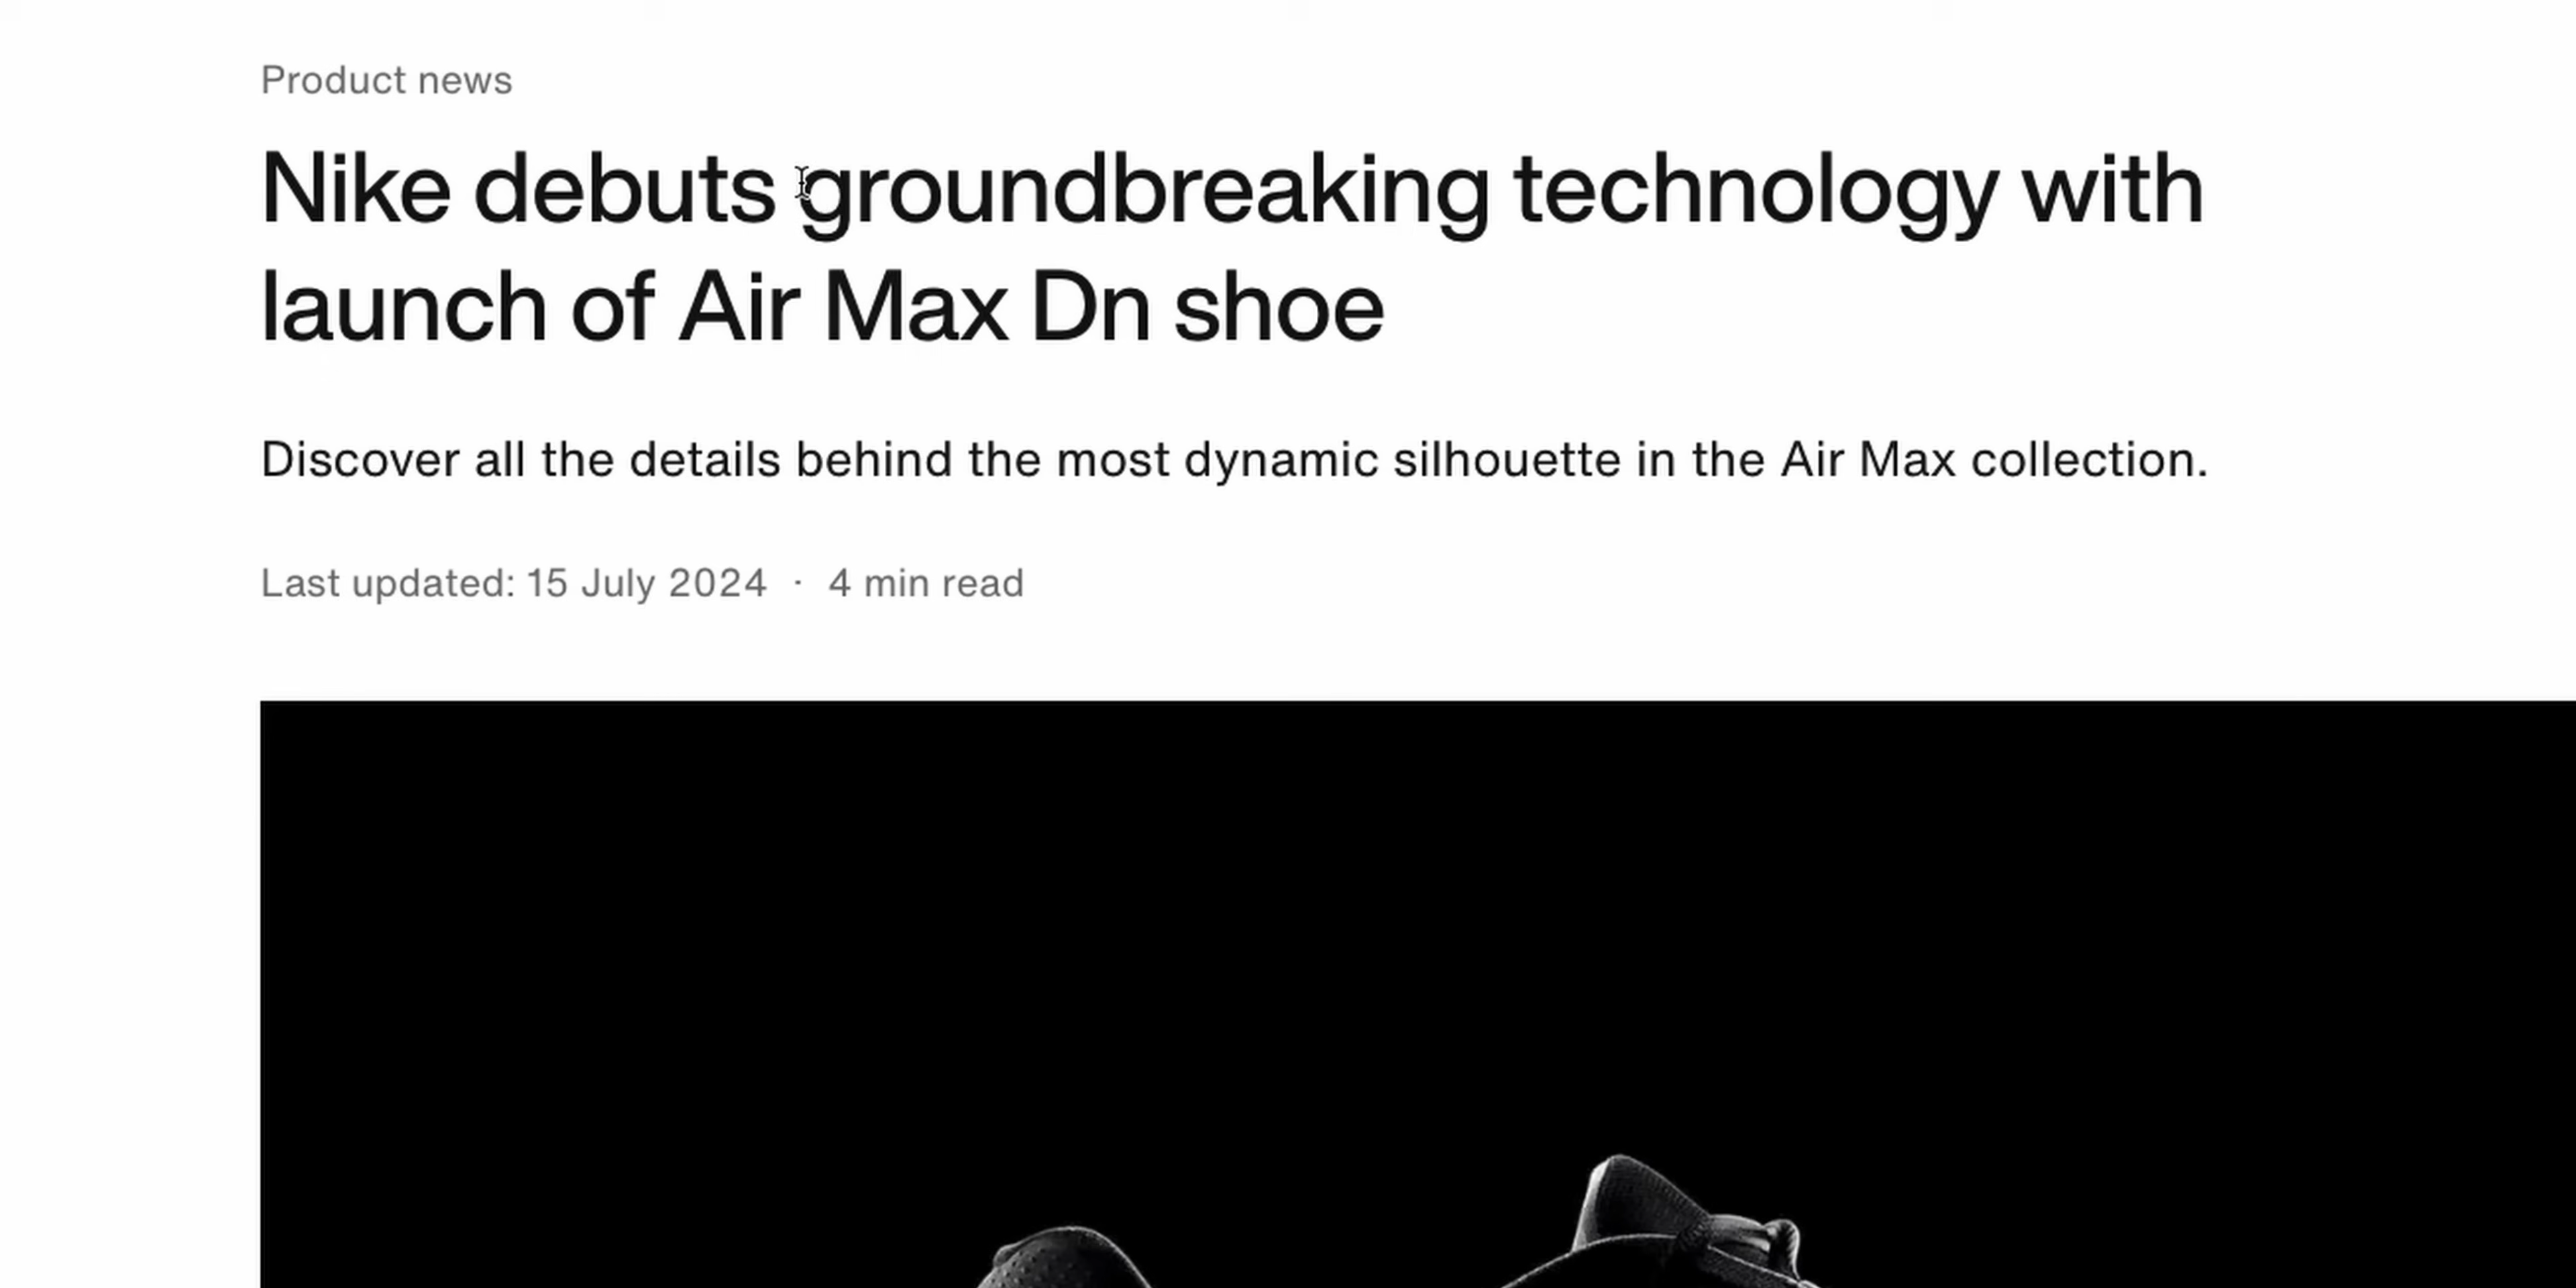 Product news
Nike debuts groundbreaking technology with
launch of Air Max Dn shoe
Discover all the details behind the most dynamic silhouette in the Air Max collection.
Last updated: 15 July 2024 · 4 min read